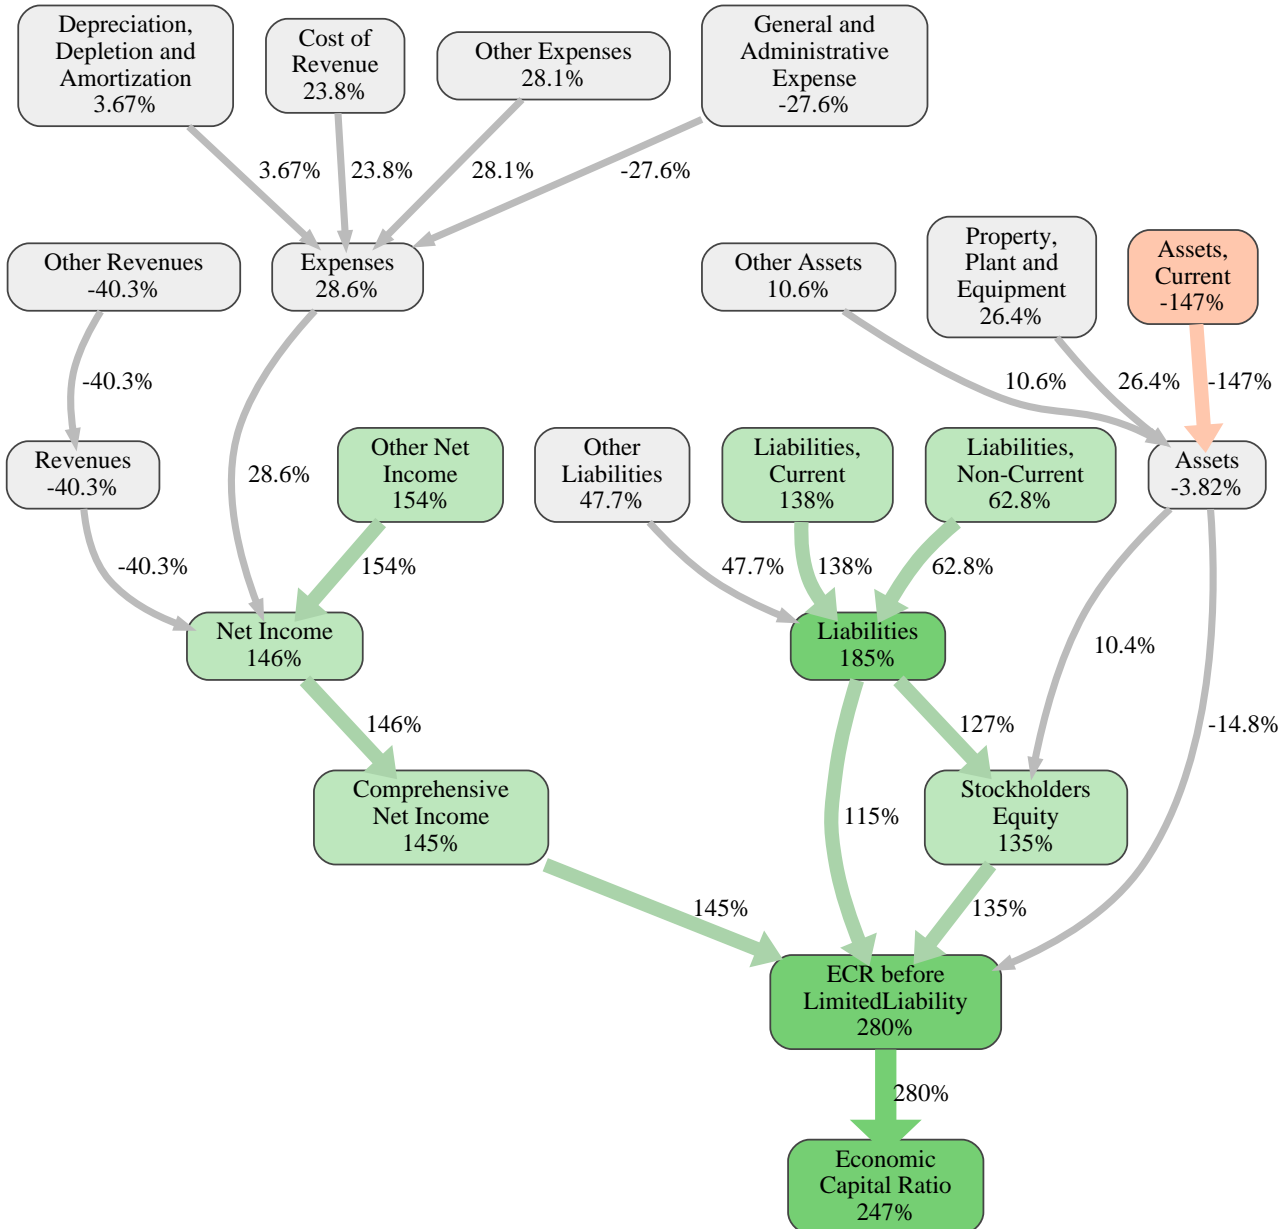 Depreciation,
Depletion and
Amortization
3.67%
Cost of
Revenue
23.8%
Other Expenses
28.1%
General and
Administrative
Expense
-27.6%
3.67%
23.8%
28.1%
-27.6%
Other Revenues
-40.3%
Expenses
28.6%
Other Assets
10.6%
Property,
Plant and
Equipment
26.4%
Assets,
Current
-147%
-40.3%
10.6%
26.4%
-147%
Revenues
-40.3%
28.6%
Other Net
Income
154%
Other
Liabilities
47.7%
Liabilities,
Current
138%
Liabilities,
Non-Current
62.8%
Assets
-3.82%
-40.3%
154%
47.7%
138%
62.8%
Net Income
146%
Liabilities
185%
10.4%
146%
127%
-14.8%
Comprehensive
Net Income
145%
115%
Stockholders
Equity
135%
145%
135%
ECR before
LimitedLiability
280%
280%
Economic
Capital Ratio
247%